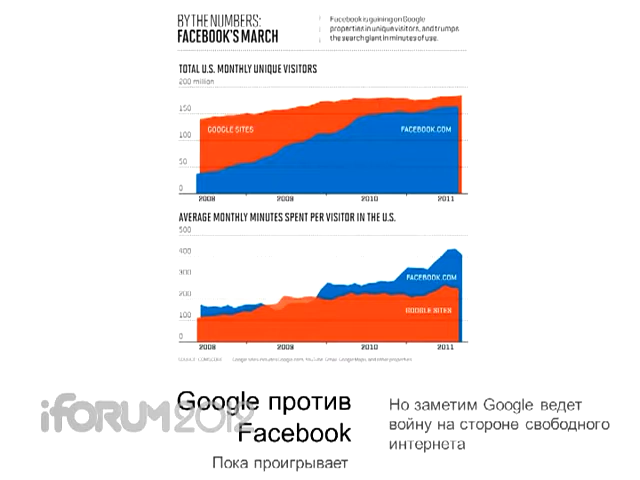 BY THE NUMBERS:
FACEBOOK'S MARCH
Facebook is gaining on Google
properties in unique visitors, and trumps
the search giant in minutes of use.
TOTAL U.S. MONTHLY UNIQUE VISITORS
200 million
150
100
50
0
GOOGLE SITES
FACEBOOK.COM
2008 2009 2010 2011
AVERAGE MONTHLY MINUTES SPENT PER VISITOR IN THE U.S.
500
400
300
200
100
0
FACEBOOK.COM
GOOGLE SITES
2008 2009 2010 2011
iFORUM2012
Google против
Facebook
Пока проигрывает
Но заметим Google ведет
войну на стороне свободного
интернета